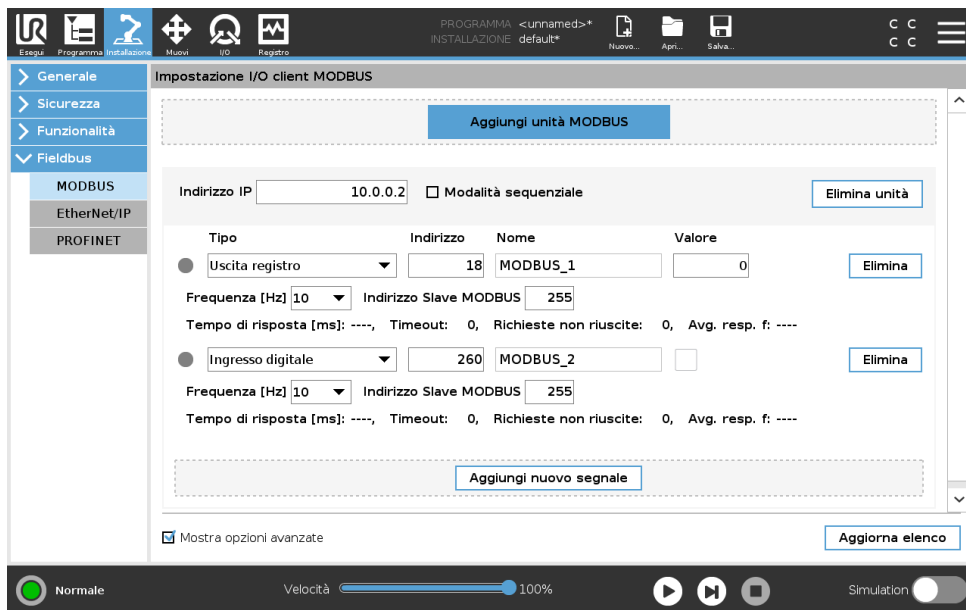 PROGRAMMA <unnamed>*
INSTALLAZIONE default*
UR
Esegui Programma Installazione Muovi I/O Registro Nuovo... Apri... Salva...
C C
C C
Generale
Sicurezza
Funzionalità
Fieldbus
MODBUS
EtherNet/IP
PROFINET
Impostazione I/O client MODBUS
Aggiungi unità MODBUS
Indirizzo IP 10.0.0.2 Modalità sequenziale Elimina unità
Tipo Indirizzo Nome Valore
Uscita registro 18 MODBUS_1 0 Elimina
Frequenza [Hz] 10 Indirizzo Slave MODBUS 255
Tempo di risposta [ms]: ----, Timeout: 0, Richieste non riuscite: 0, Avg. resp. f: ----
Ingresso digitale 260 MODBUS_2 Elimina
Frequenza [Hz] 10 Indirizzo Slave MODBUS 255
Tempo di risposta [ms]: ----, Timeout: 0, Richieste non riuscite: 0, Avg. resp. f: ----
Aggiungi nuovo segnale
Mostra opzioni avanzate Aggiorna elenco
Normale Velocità 100% Simulation